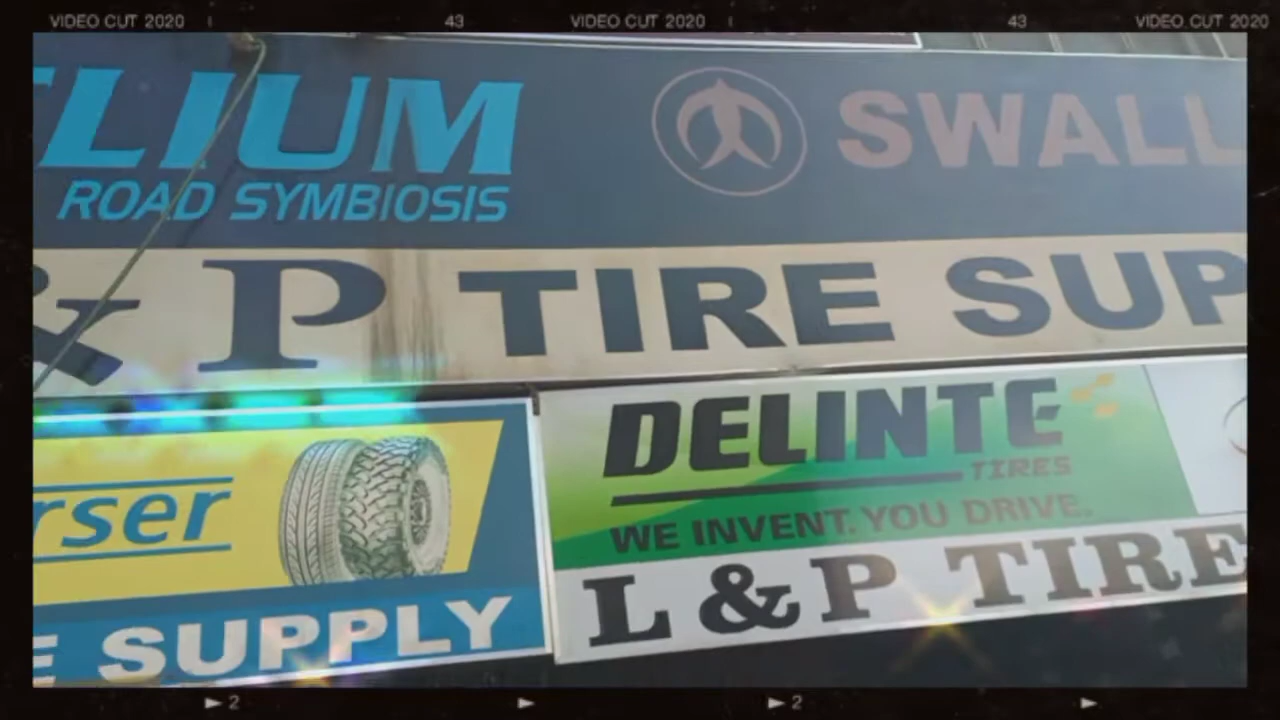 VIDEO CUT 2020 43 VIDEO CUT 2020 43 VIDEO CUT 2020
LIUM
ROAD SYMBIOSIS
SWALL
& P TIRE SUP
rser
E SUPPLY
DELINTE
TIRES
WE INVENT. YOU DRIVE.
L & P TIRE
2 2